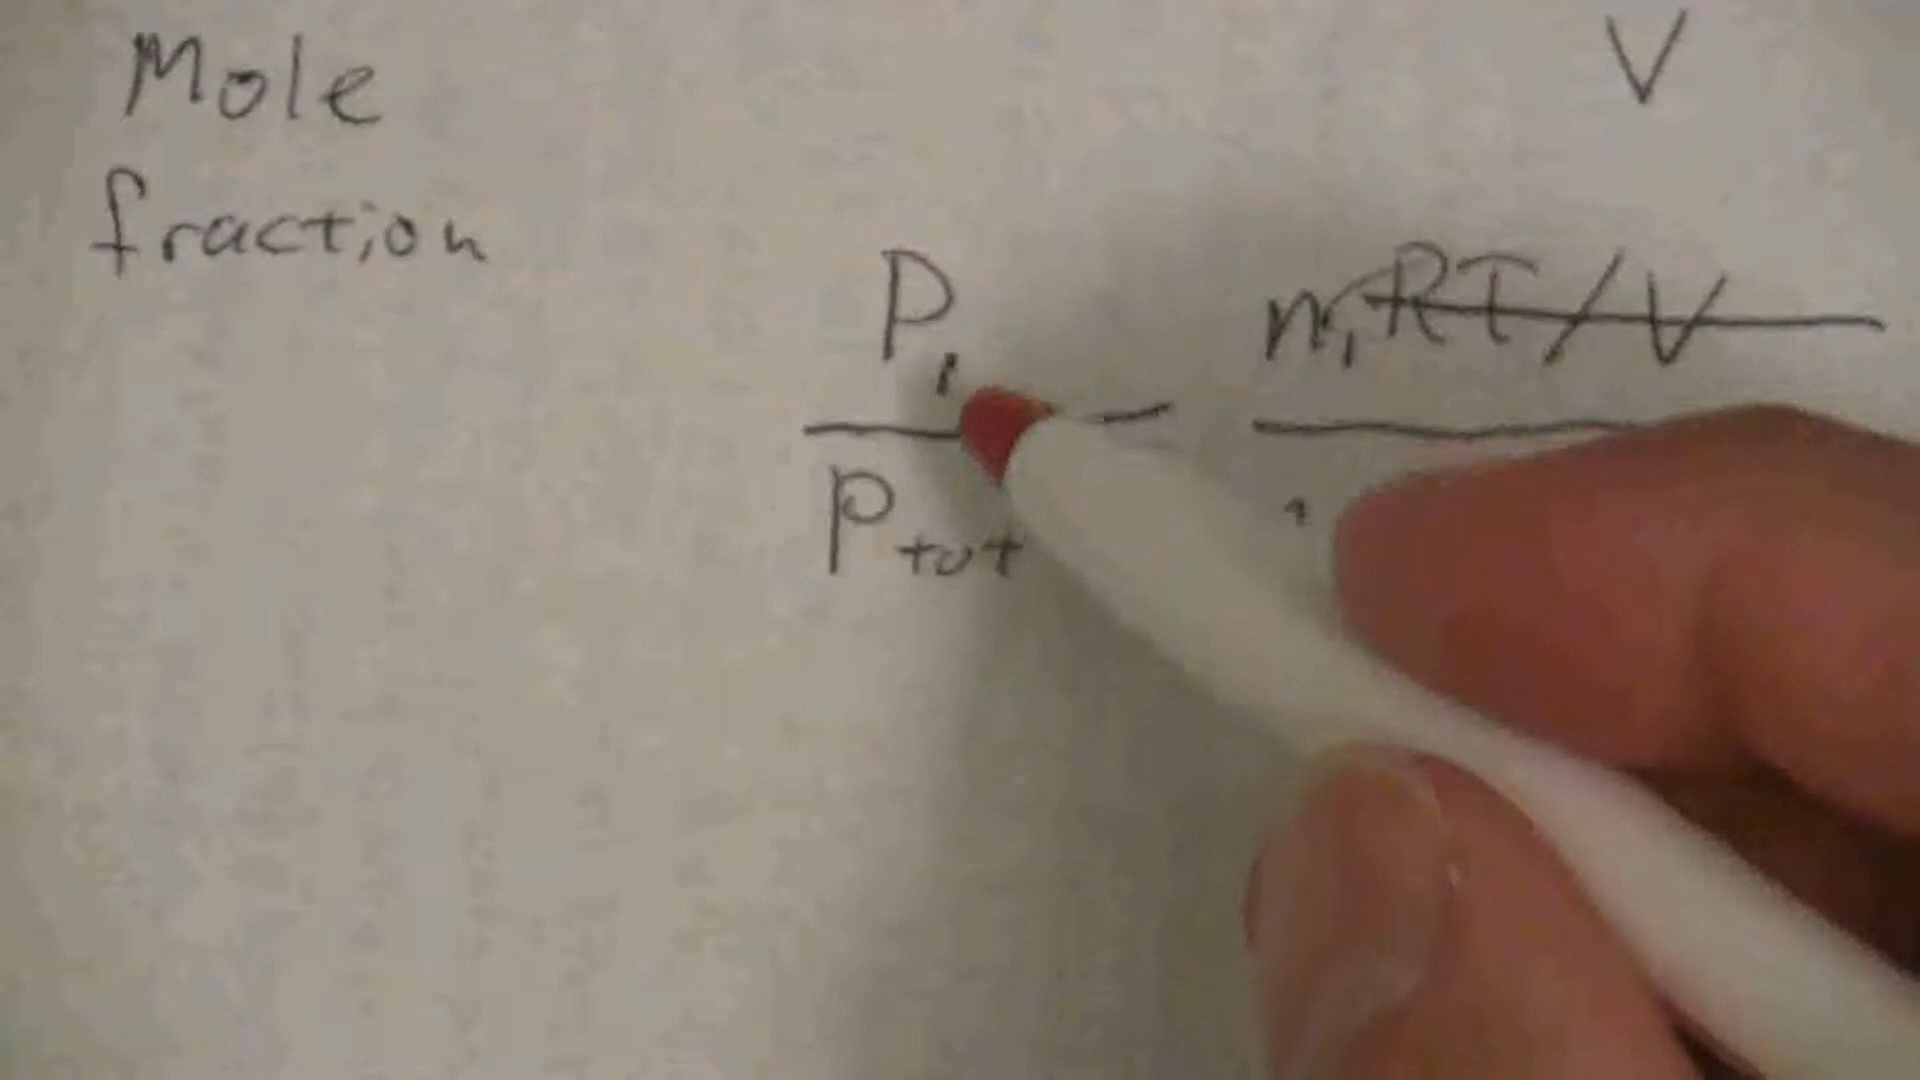 V
Mole
fraction
P₁ n₁RT/V
Ptot